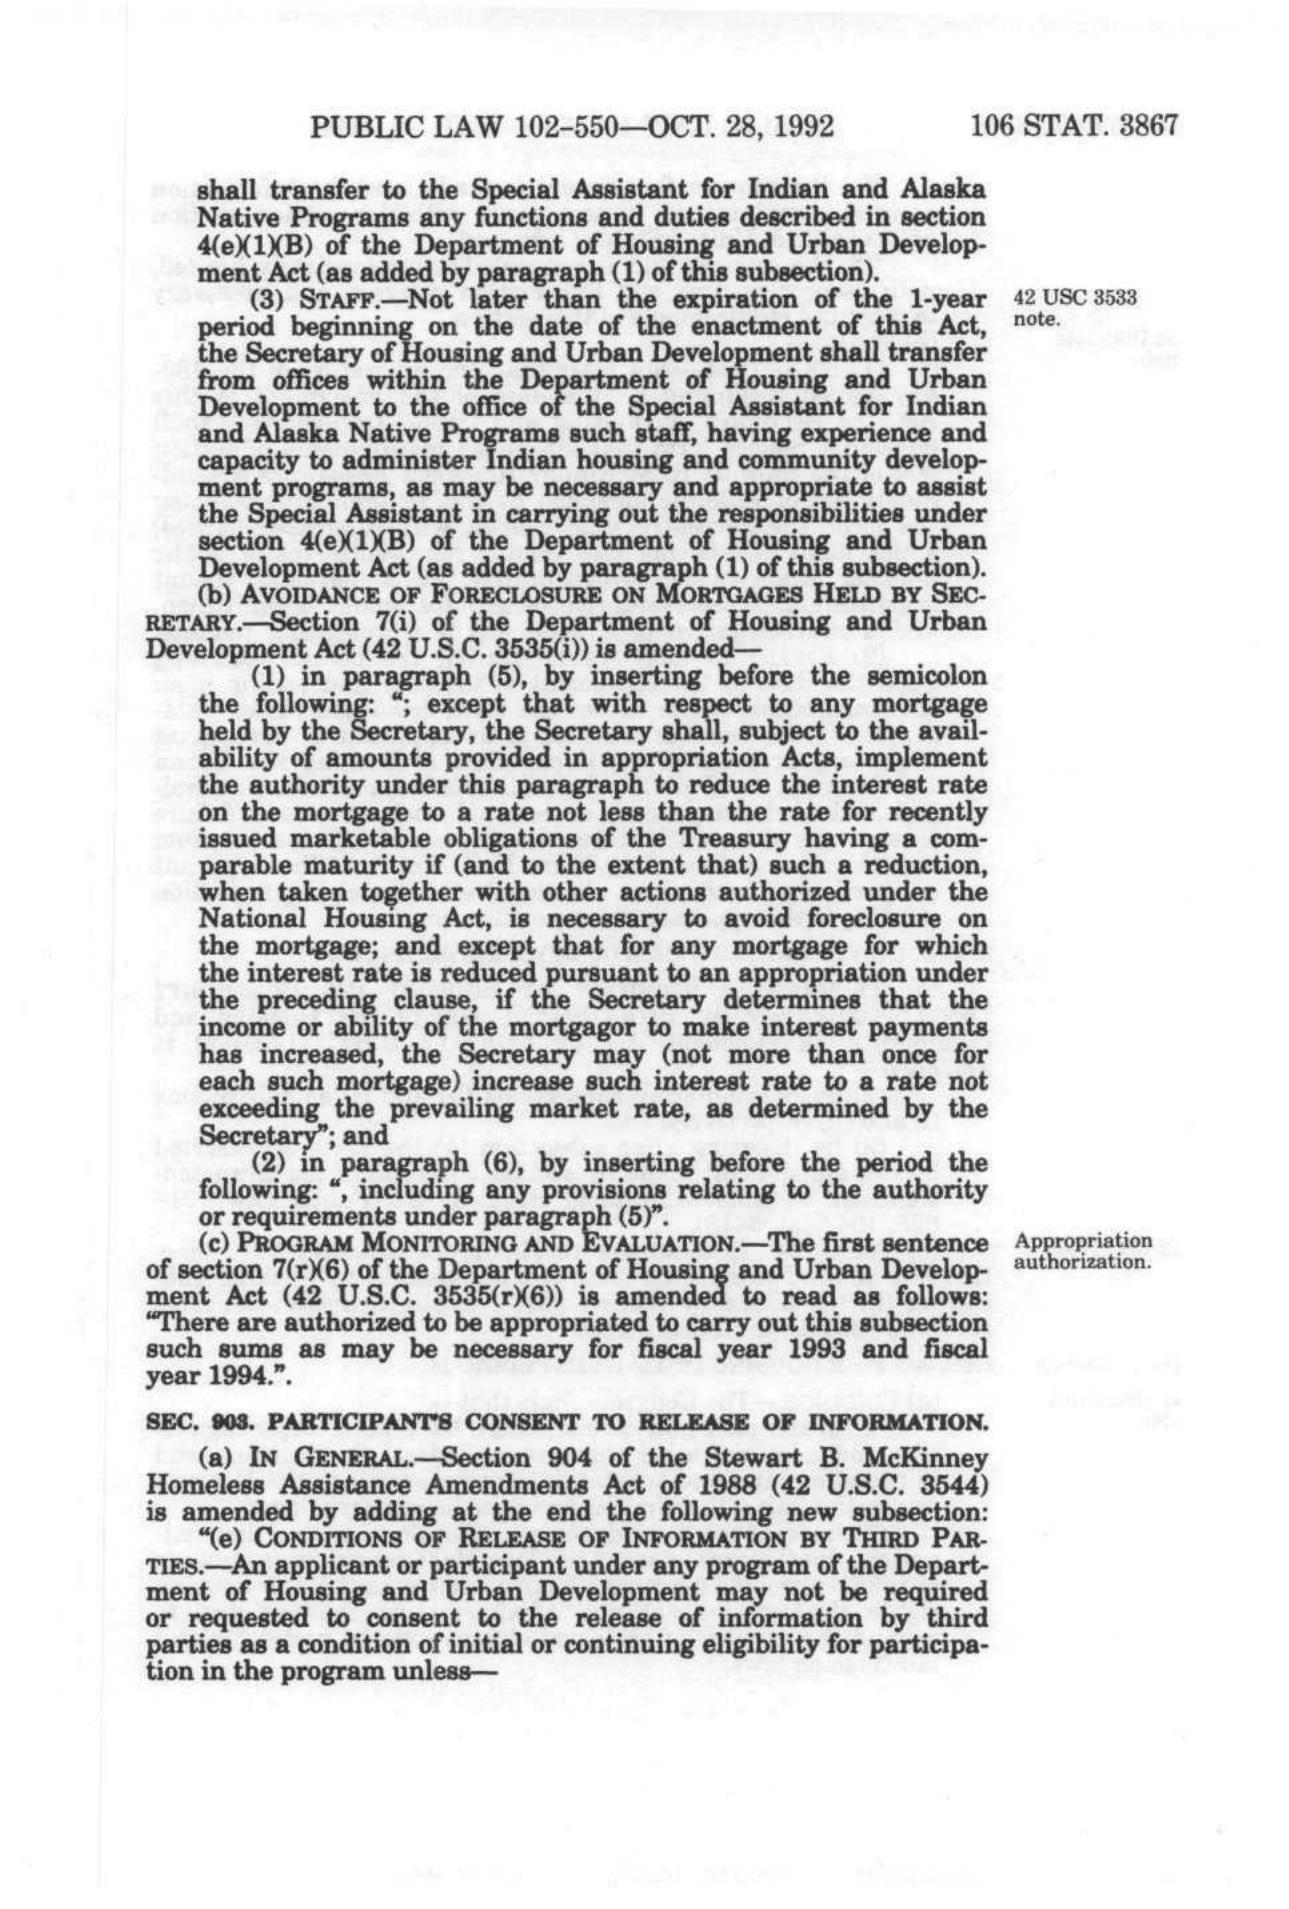 PUBLIC LAW 102-550—OCT. 28, 1992 106 STAT. 3867
shall transfer to the Special Assistant for Indian and Alaska
Native Programs any functions and duties described in section
4(e)(1)(B) of the Department of Housing and Urban Develop-
ment Act (as added by paragraph (1) of this subsection).
(3) STAFF.—Not later than the expiration of the 1-year
period beginning on the date of the enactment of this Act,
the Secretary of Housing and Urban Development shall transfer
from offices within the Department of Housing and Urban
Development to the office of the Special Assistant for Indian
and Alaska Native Programs such staff, having experience and
capacity to administer Indian housing and community develop-
ment programs, as may be necessary and appropriate to assist
the Special Assistant in carrying out the responsibilities under
section 4(e)(1)(B) of the Department of Housing and Urban
Development Act (as added by paragraph (1) of this subsection).
42 USC 3533
note.
(b) AVOIDANCE OF FORECLOSURE ON MORTGAGES HELD BY SEC-
RETARY.—Section 7(i) of the Department of Housing and Urban
Development Act (42 U.S.C. 3535(i)) is amended—
(1) in paragraph (5), by inserting before the semicolon
the following: “; except that with respect to any mortgage
held by the Secretary, the Secretary shall, subject to the avail-
ability of amounts provided in appropriation Acts, implement
the authority under this paragraph to reduce the interest rate
on the mortgage to a rate not less than the rate for recently
issued marketable obligations of the Treasury having a com-
parable maturity if (and to the extent that) such a reduction,
when taken together with other actions authorized under the
National Housing Act, is necessary to avoid foreclosure on
the mortgage; and except that for any mortgage for which
the interest rate is reduced pursuant to an appropriation under
the preceding clause, if the Secretary determines that the
income or ability of the mortgagor to make interest payments
has increased, the Secretary may (not more than once for
each such mortgage) increase such interest rate to a rate not
exceeding the prevailing market rate, as determined by the
Secretary”; and
(2) in paragraph (6), by inserting before the period the
following: “, including any provisions relating to the authority
or requirements under paragraph (5)”.
(c) PROGRAM MONITORING AND EVALUATION.—The first sentence
of section 7(r)(6) of the Department of Housing and Urban Develop-
ment Act (42 U.S.C. 3535(r)(6)) is amended to read as follows:
“There are authorized to be appropriated to carry out this subsection
such sums as may be necessary for fiscal year 1993 and fiscal
year 1994.”.
Appropriation
authorization.
SEC. 903. PARTICIPANT'S CONSENT TO RELEASE OF INFORMATION.
(a) IN GENERAL.—Section 904 of the Stewart B. McKinney
Homeless Assistance Amendments Act of 1988 (42 U.S.C. 3544)
is amended by adding at the end the following new subsection:
“(e) CONDITIONS OF RELEASE OF INFORMATION BY THIRD PAR-
TIES.—An applicant or participant under any program of the Depart-
ment of Housing and Urban Development may not be required
or requested to consent to the release of information by third
parties as a condition of initial or continuing eligibility for participa-
tion in the program unless—